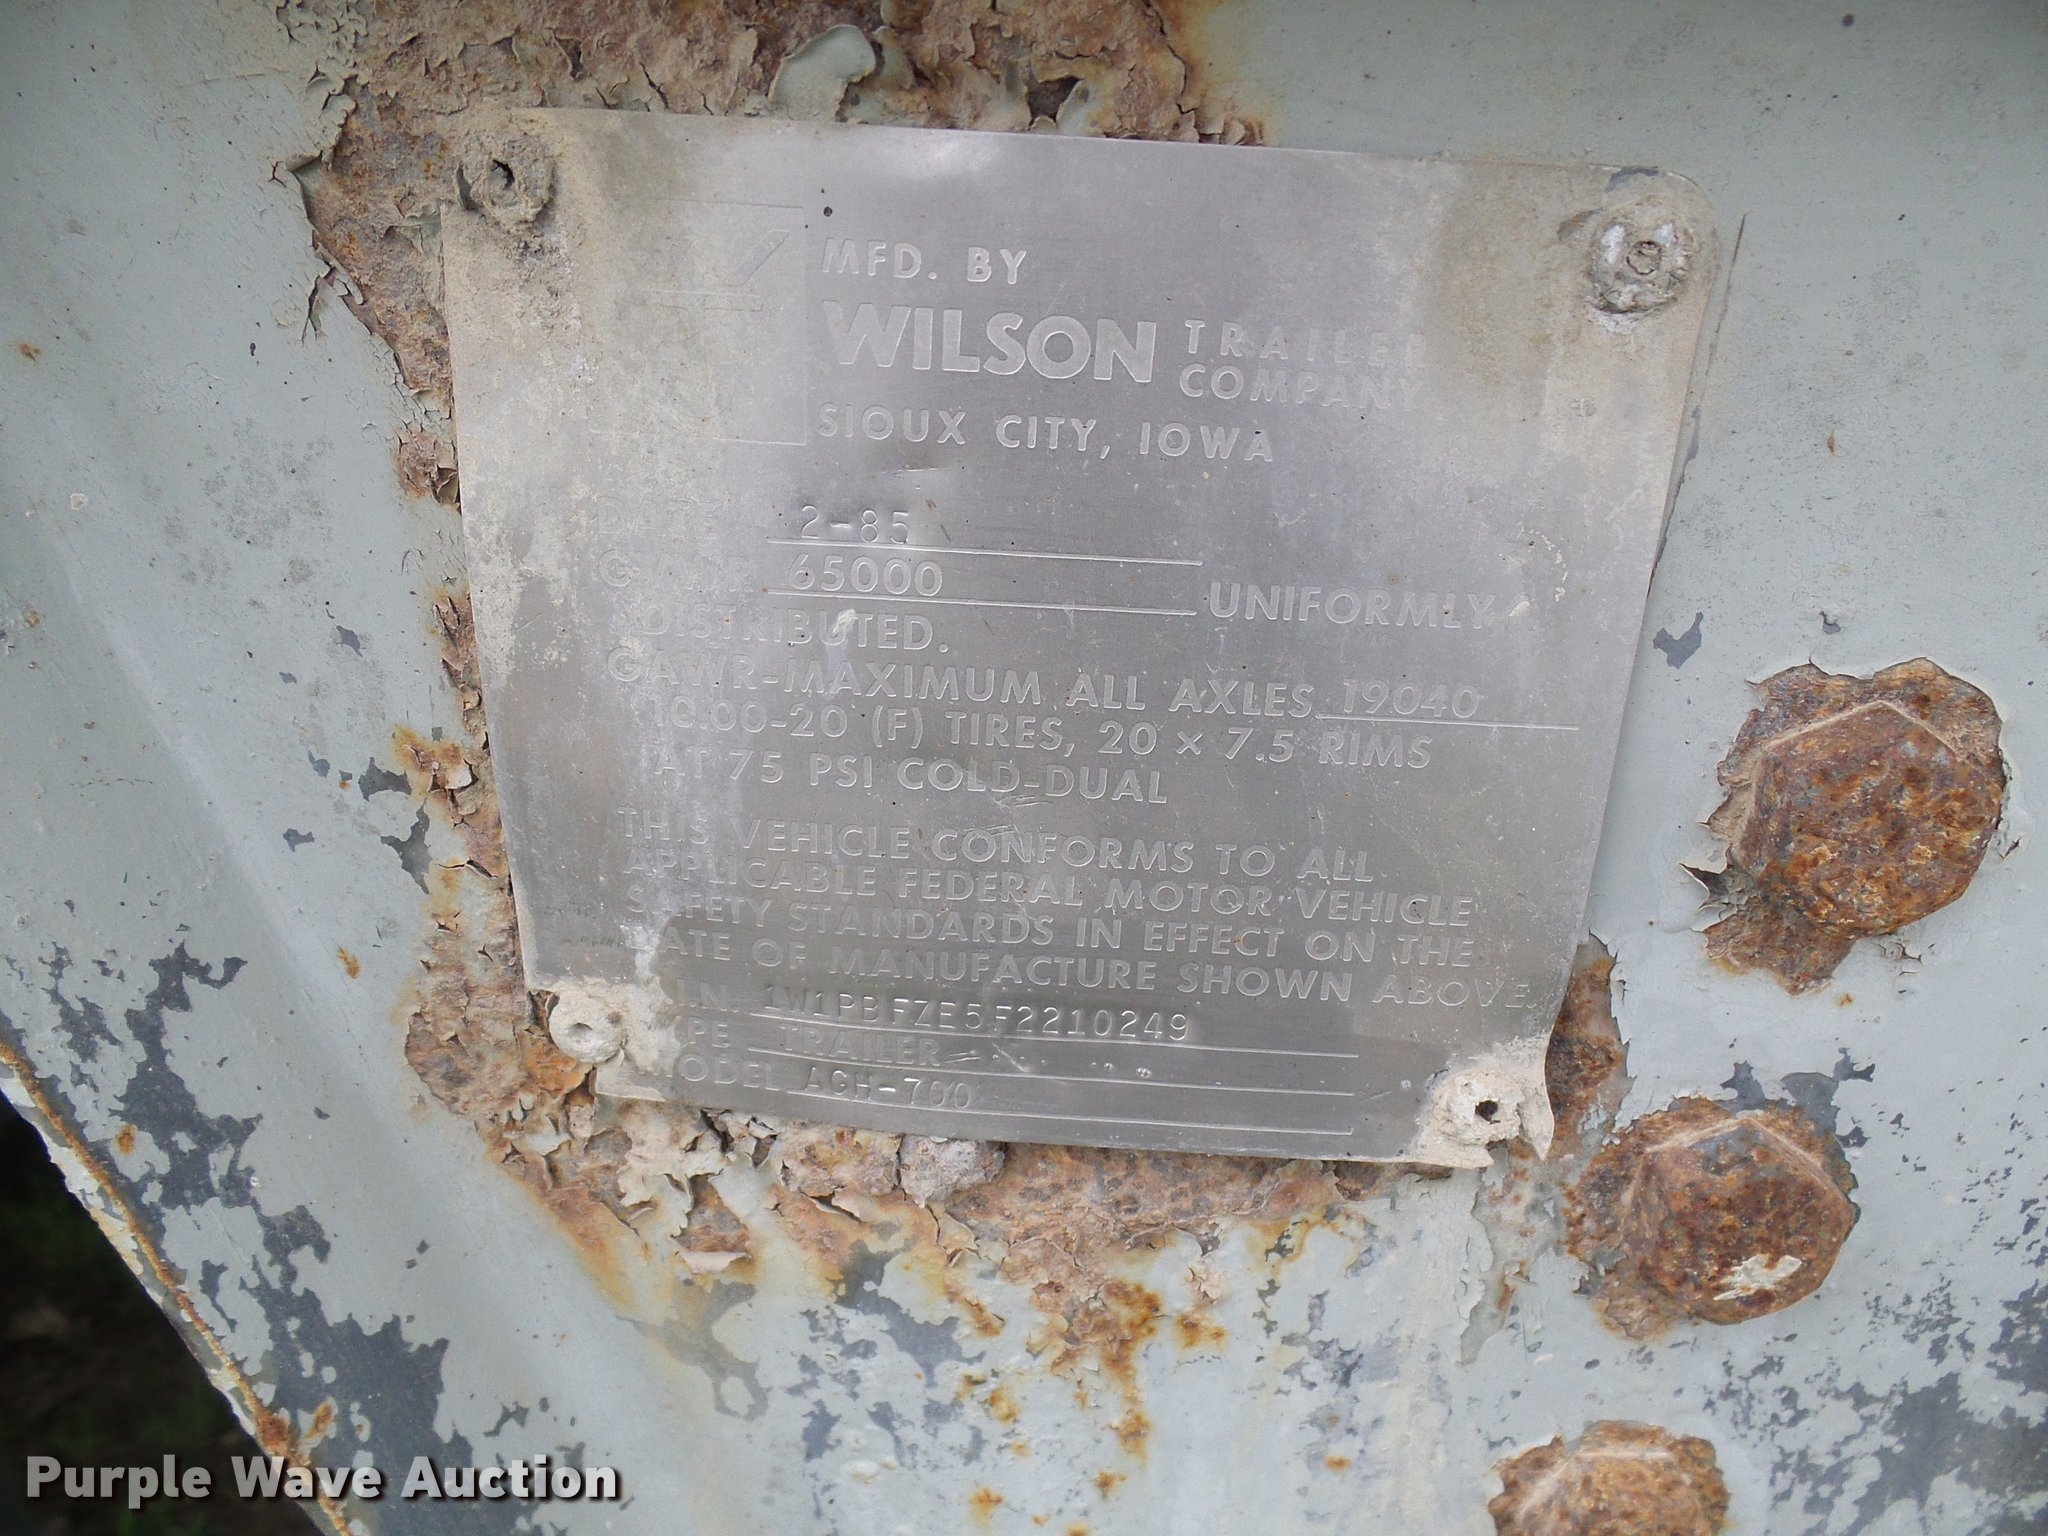 MFD. BY
WILSON TRAILER
COMPANY
SIOUX CITY, IOWA
2-85
GVWR 65000 UNIFORMLY
DISTRIBUTED.
GAWR-MAXIMUM ALL AXLES 19040
10.00-20 (F) TIRES, 20 × 7.5 RIMS
AT 75 PSI COLD-DUAL
THIS VEHICLE CONFORMS TO ALL
APPLICABLE FEDERAL MOTOR VEHICLE
SAFETY STANDARDS IN EFFECT ON THE
DATE OF MANUFACTURE SHOWN ABOVE.
V.I.N. 1W1PBFZE5F2210249
TYPE TRAILER
MODEL AGH-700
Purple Wave Auction